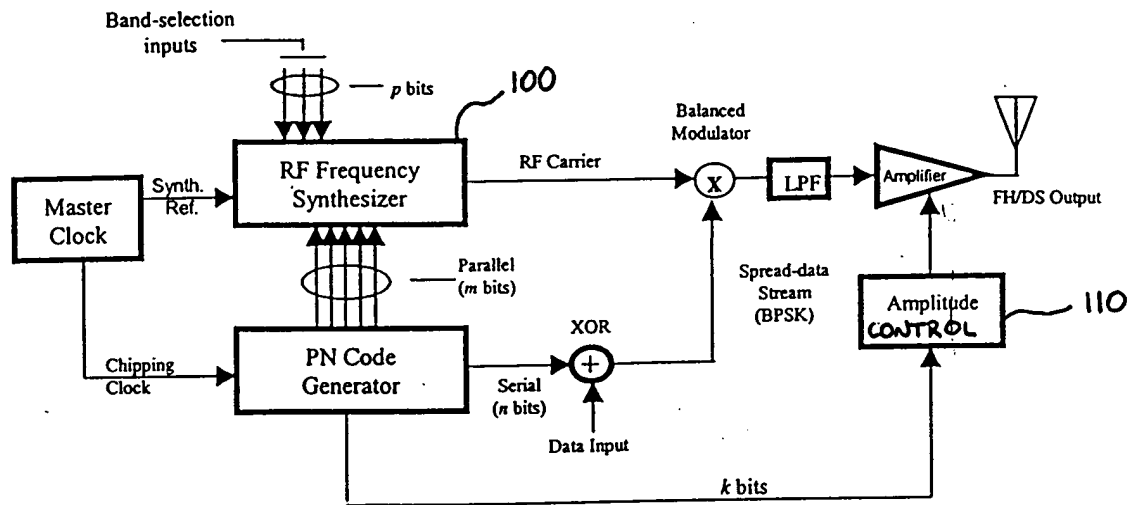 Band-selection
inputs
p bits
100
RF Frequency
Synthesizer
RF Carrier
Balanced
Modulator
X
LPF
Amplifier
FH/DS Output
Master
Clock
Synth.
Ref.
Parallel
(m bits)
Spread-data
Stream
(BPSK)
Amplitude
CONTROL
110
Chipping
Clock
PN Code
Generator
Serial
(n bits)
XOR
+
Data Input
k bits